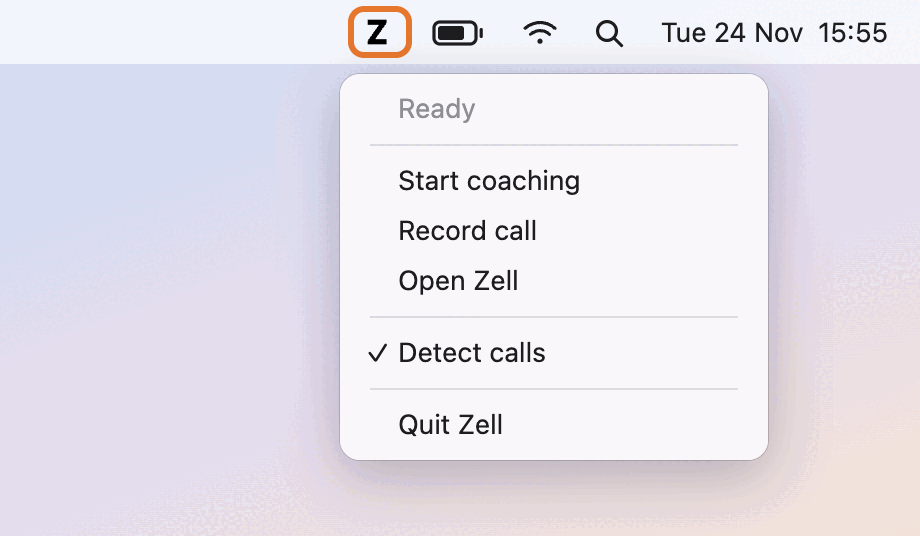 Z Tue 24 Nov 15:55
Ready
Start coaching
Record call
Open Zell
✓ Detect calls
Quit Zell